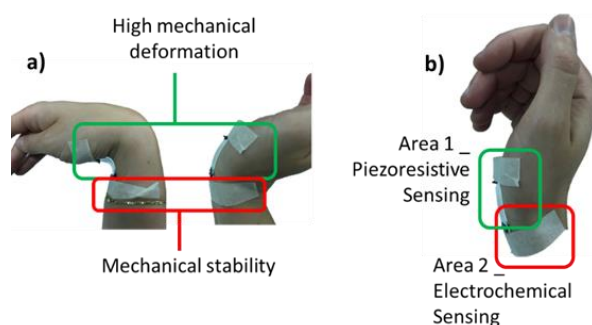 High mechanical
deformation
a)
Mechanical stability
b)
Area 1 _
Piezoresistive
Sensing
Area 2 _
Electrochemical
Sensing